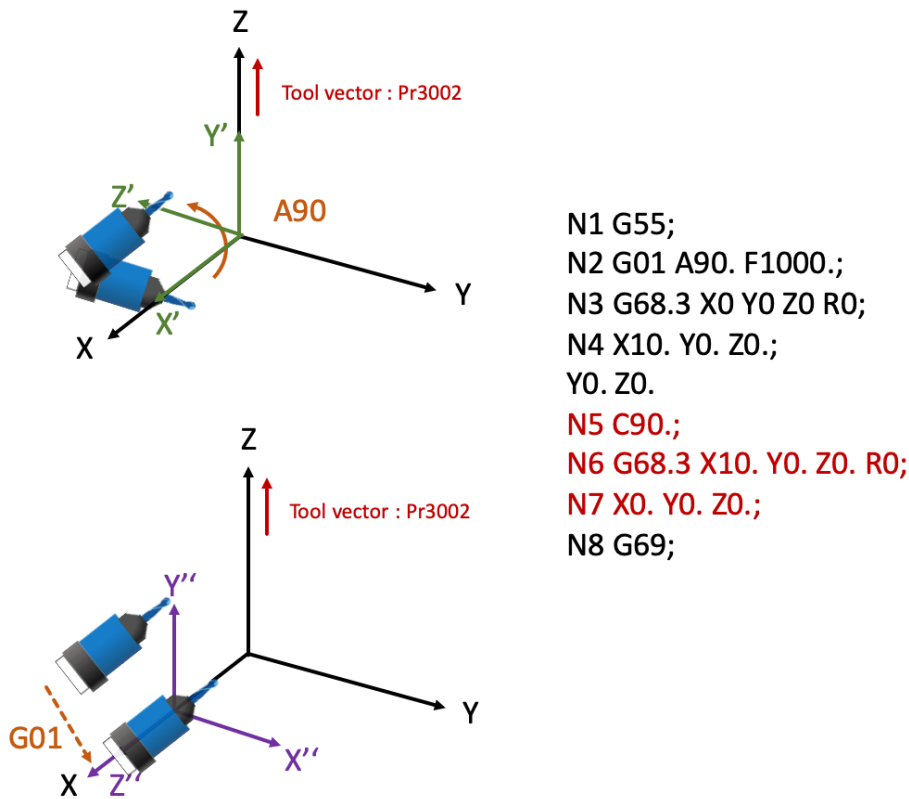 Z
Tool vector : Pr3002
Y’
Z’
A90
Y
X’
X
N1 G55;
N2 G01 A90. F1000.;
N3 G68.3 X0 Y0 Z0 R0;
N4 X10. Y0. Z0.;
Y0. Z0.
N5 C90.;
N6 G68.3 X10. Y0. Z0. R0;
N7 X0. Y0. Z0.;
N8 G69;
Z
Tool vector : Pr3002
Y‘‘
Y
G01
X‘‘
X
Z‘‘